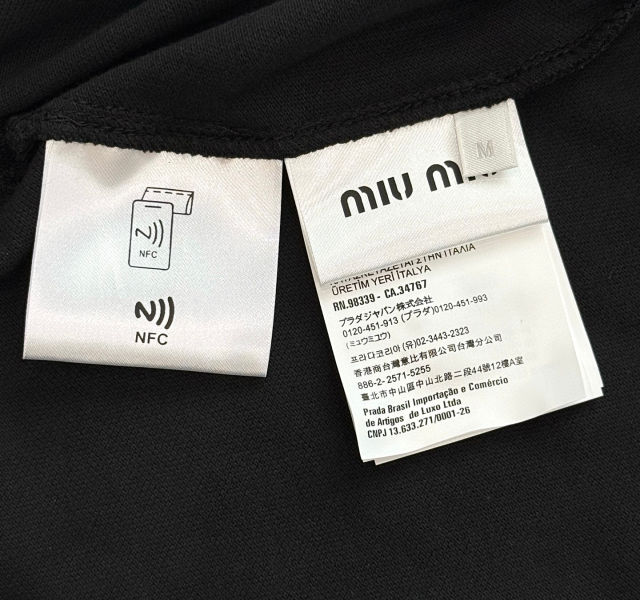 NFC
NFC
M
miu
ÜRETİM YERİ İTALYA
RN.98339 - CA.34767
プラダジャパン株式会社
0120-451-913 (プラダ) 0120-451-993
(ミュウミュウ)
프라다코리아(유)02-3443-2323
香港商台灣意比有限公司台灣分公司
886-2-2571-5255
臺北市中山區中山北路二段44號12樓A室
Prada Brasil Importação e Comércio
de Artigos de Luxo Ltda
CNPJ 13.633.271/0001-26